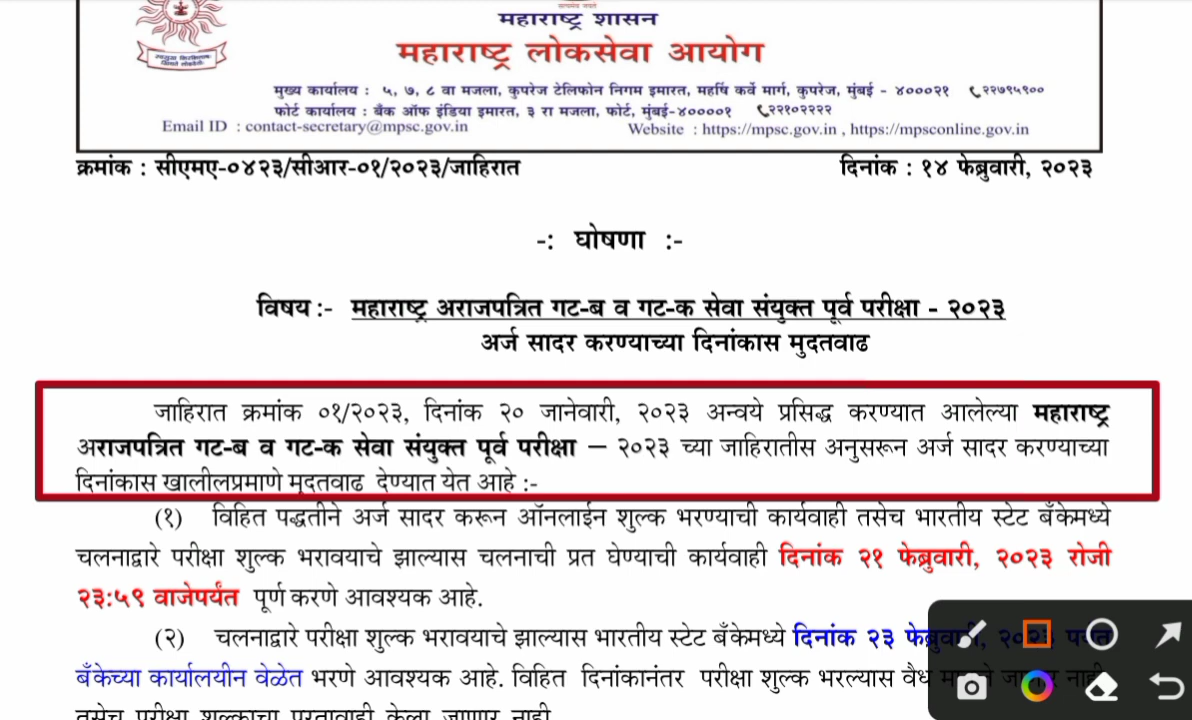 महाराष्ट्र शासन
महाराष्ट्र लोकसेवा आयोग
मुख्य कार्यालय : ५, ७, ८ वा मजला, कुपरेज टेलिफोन निगम इमारत, महर्षि कर्वे मार्ग, कुपरेज, मुंबई - ४०००२१ २२७९५९००
फोर्ट कार्यालय : बँक ऑफ इंडिया इमारत, ३ रा मजला, फोर्ट, मुंबई-४००००१ २२१०२२२२
Email ID : contact-secretary@mpsc.gov.in Website : https://mpsc.gov.in , https://mpsconline.gov.in
क्रमांक : सीएमए-०४२३/सीआर-०१/२०२३/जाहिरात दिनांक : १४ फेब्रुवारी, २०२३
-: घोषणा :-
विषय :- महाराष्ट्र अराजपत्रित गट-ब व गट-क सेवा संयुक्त पूर्व परीक्षा - २०२३
अर्ज सादर करण्याच्या दिनांकास मुदतवाढ
जाहिरात क्रमांक ०१/२०२३, दिनांक २० जानेवारी, २०२३ अन्वये प्रसिद्ध करण्यात आलेल्या महाराष्ट्र
अराजपत्रित गट-ब व गट-क सेवा संयुक्त पूर्व परीक्षा – २०२३ च्या जाहिरातीस अनुसरून अर्ज सादर करण्याच्या
दिनांकास खालीलप्रमाणे मुदतवाढ देण्यात येत आहे :-
(१) विहित पद्धतीने अर्ज सादर करून ऑनलाईन शुल्क भरण्याची कार्यवाही तसेच भारतीय स्टेट बँकेमध्ये
चलनाद्वारे परीक्षा शुल्क भरावयाचे झाल्यास चलनाची प्रत घेण्याची कार्यवाही दिनांक २१ फेब्रुवारी, २०२३ रोजी
२३:५९ वाजेपर्यंत पूर्ण करणे आवश्यक आहे.
(२) चलनाद्वारे परीक्षा शुल्क भरावयाचे झाल्यास भारतीय स्टेट बँकेमध्ये दिनांक २३ फेब्रुवारी, २०२३ पर्यंत
बँकेच्या कार्यालयीन वेळेत भरणे आवश्यक आहे. विहित दिनांकानंतर परीक्षा शुल्क भरल्यास वैध जाणार नाही
तसेच परीक्षा शुल्काचा परतावाही केला जाणार नाही